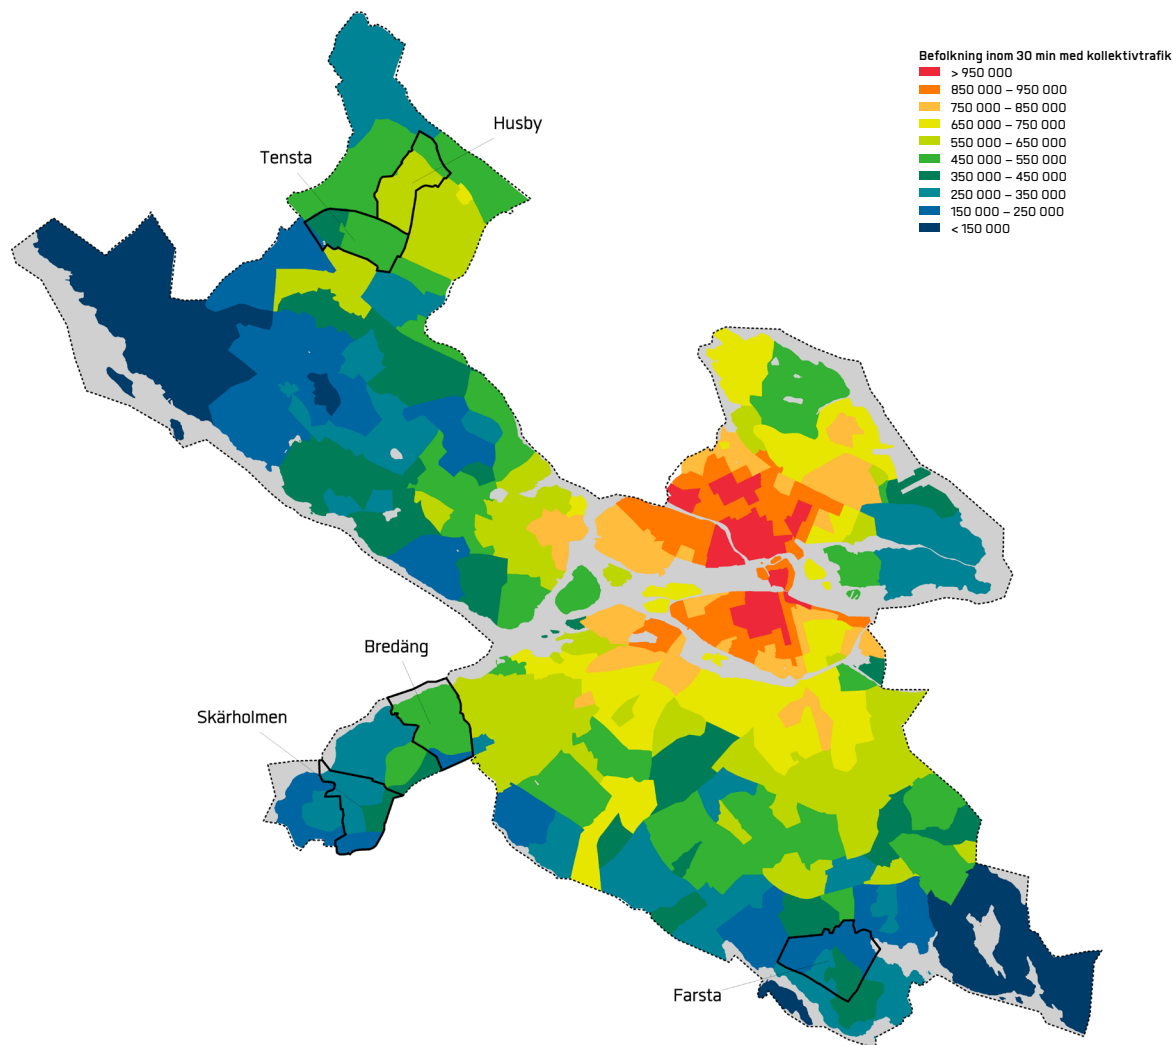 Befolkning inom 30 min med kollektivtrafik
> 950 000
850 000 – 950 000
750 000 – 850 000
650 000 – 750 000
550 000 – 650 000
450 000 – 550 000
350 000 – 450 000
250 000 – 350 000
150 000 – 250 000
< 150 000
Husby
Tensta
Bredäng
Skärholmen
Farsta